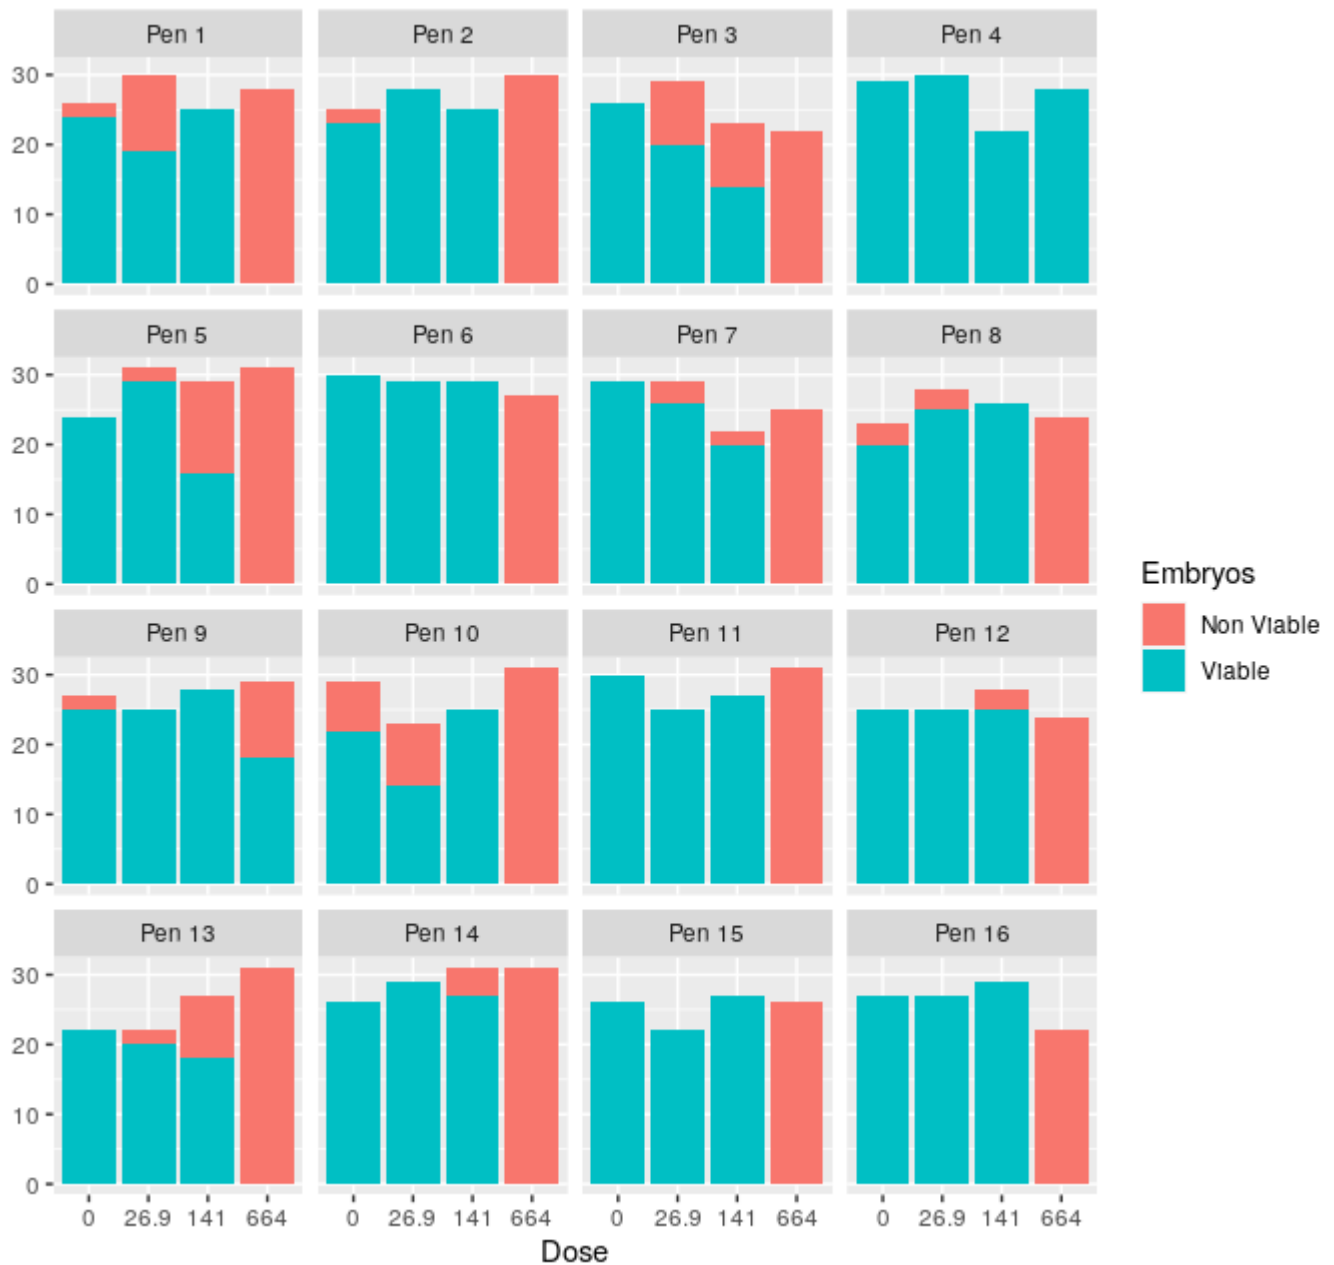 Pen 1 Pen 2 Pen 3 Pen 4
30
20
10
0
Pen 5 Pen 6 Pen 7 Pen 8
30
20
10
0
Embryos
Non Viable
Viable
Pen 9 Pen 10 Pen 11 Pen 12
30
20
10
0
Pen 13 Pen 14 Pen 15 Pen 16
30
20
10
0
0 26.9 141 664 0 26.9 141 664 0 26.9 141 664 0 26.9 141 664
Dose